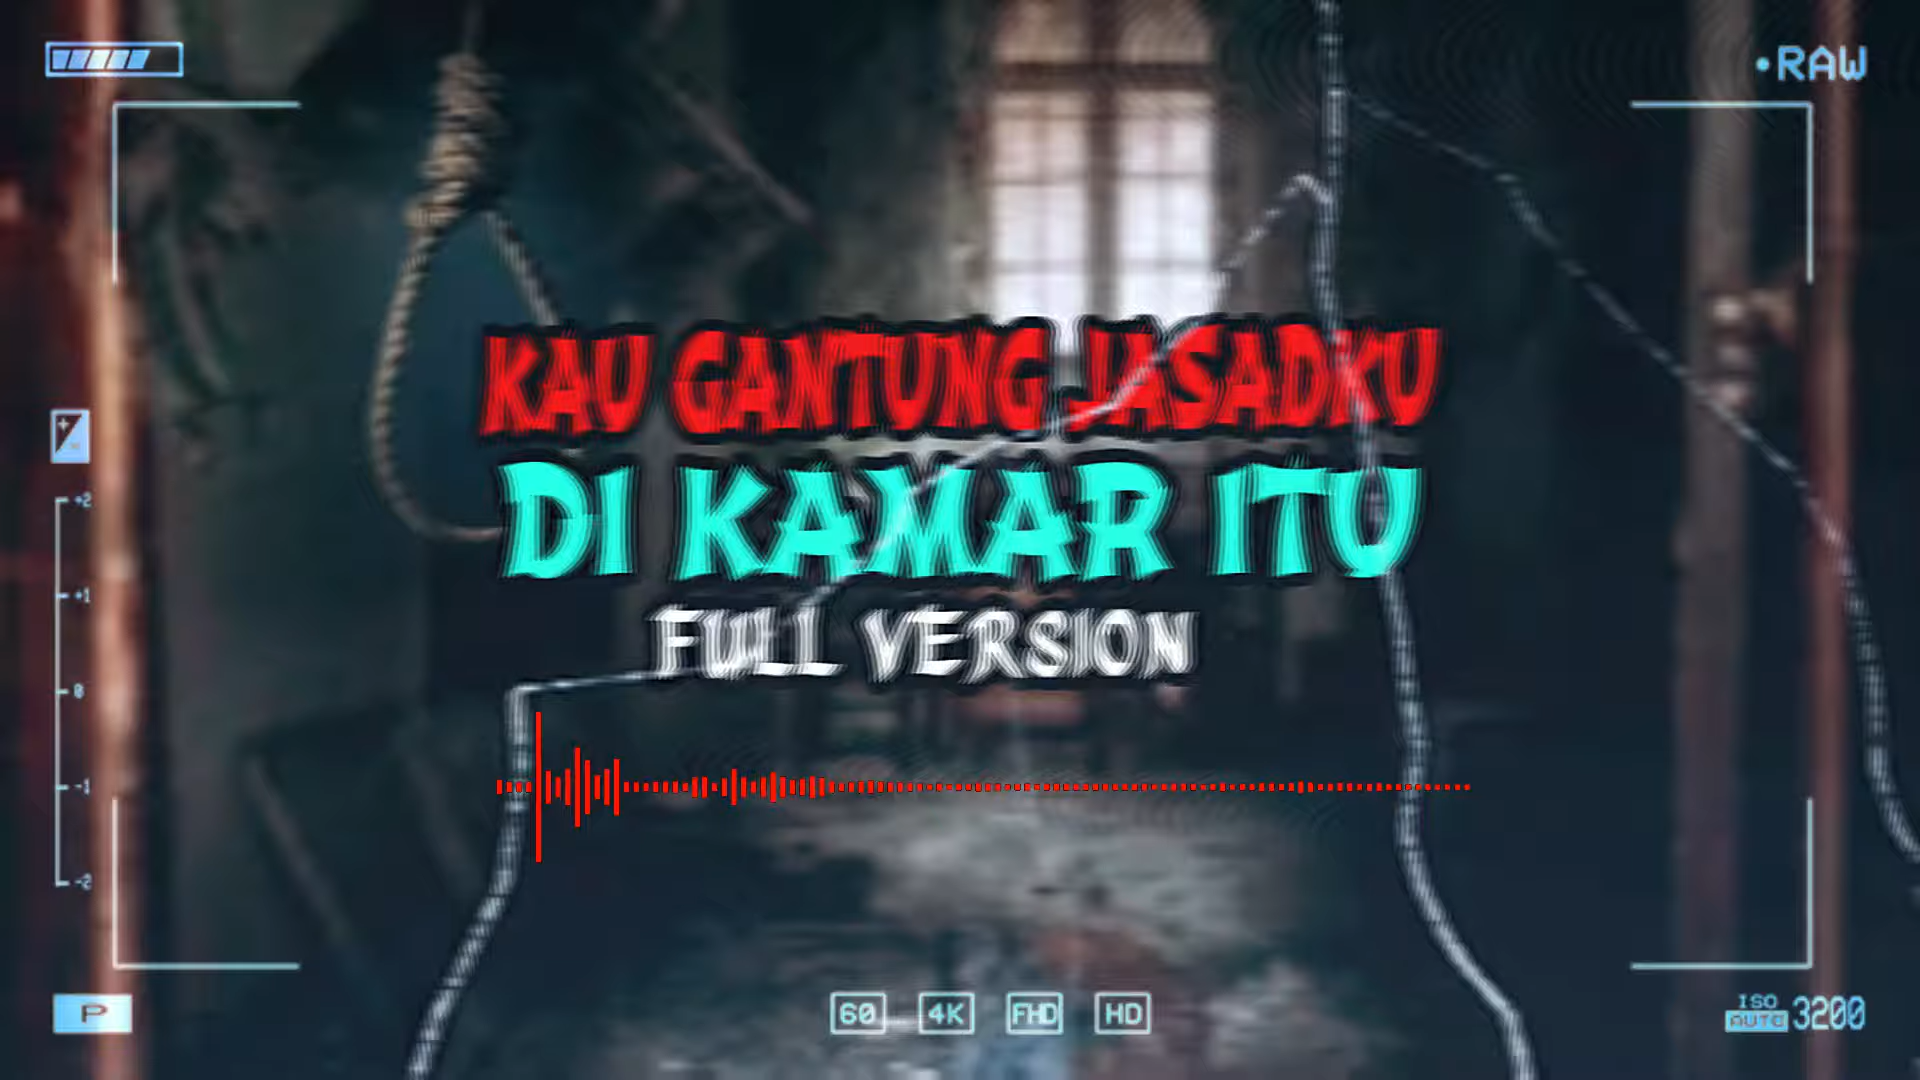 •RAW
KAU GANTUNG JASADKU
DI KAMAR ITU
FULL VERSION
+2
+1
0
-1
-2
P
60 4K FHD HD
ISO
AUTO 3200